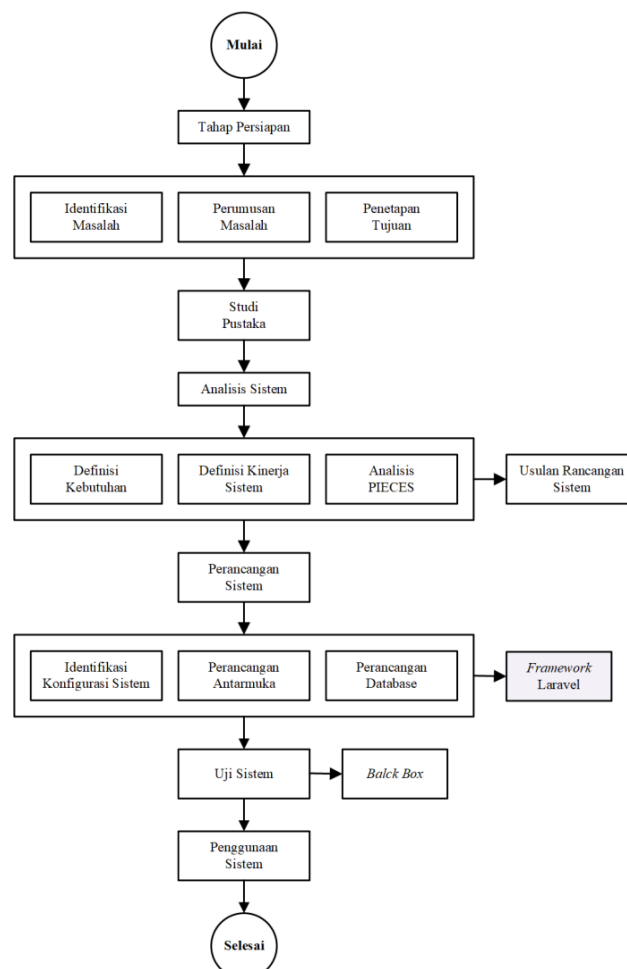 Mulai
Tahap Persiapan
Identifikasi
Masalah
Perumusan
Masalah
Penetapan
Tujuan
Studi
Pustaka
Analisis Sistem
Definisi
Kebutuhan
Definisi Kinerja
Sistem
Analisis
PIECES
Usulan Rancangan
Sistem
Perancangan
Sistem
Identifikasi
Konfigurasi Sistem
Perancangan
Antarmuka
Perancangan
Database
Framework
Laravel
Uji Sistem
Balck Box
Penggunaan
Sistem
Selesai